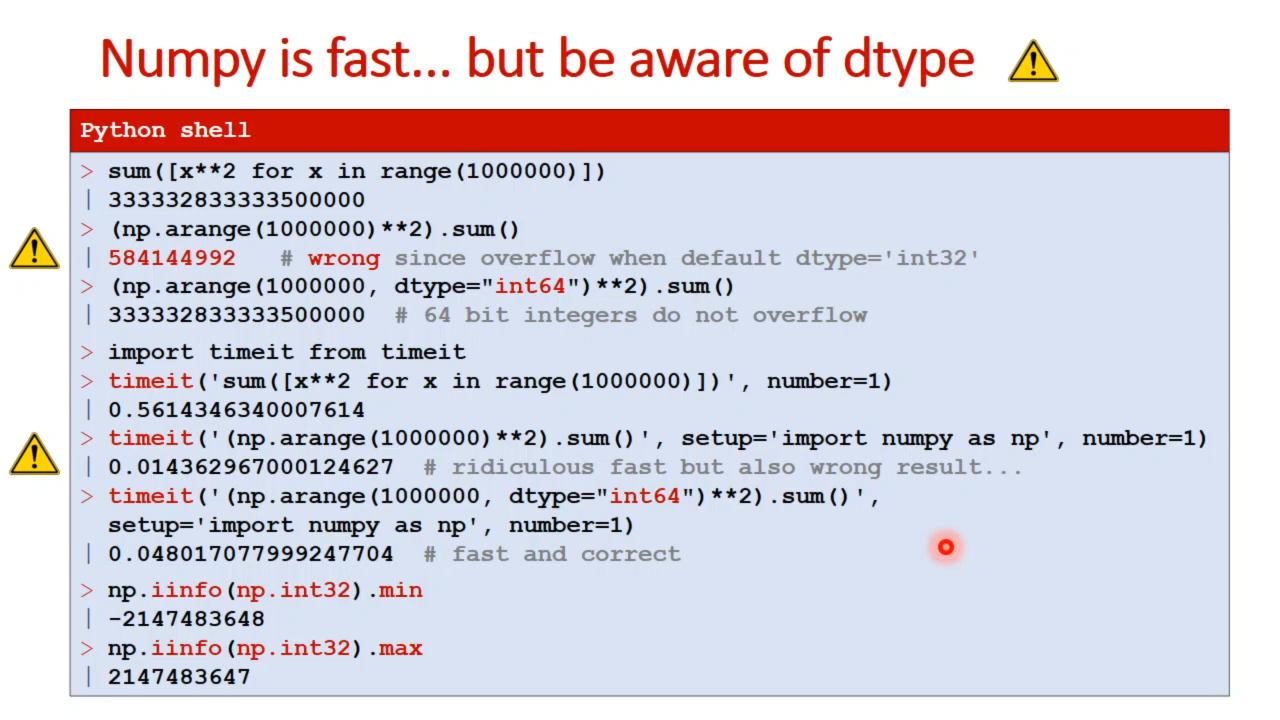 Numpy is fast... but be aware of dtype
Python shell
> sum([x**2 for x in range(1000000)])
| 333332833333500000
> (np.arange(1000000)**2).sum()
| 584144992 # wrong since overflow when default dtype='int32'
> (np.arange(1000000, dtype="int64")**2).sum()
| 333332833333500000 # 64 bit integers do not overflow
> import timeit from timeit
> timeit('sum([x**2 for x in range(1000000)])', number=1)
| 0.5614346340007614
> timeit('(np.arange(1000000)**2).sum()', setup='import numpy as np', number=1)
| 0.014362967000124627 # ridiculous fast but also wrong result...
> timeit('(np.arange(1000000, dtype="int64")**2).sum()',
setup='import numpy as np', number=1)
| 0.048017077999247704 # fast and correct
> np.iinfo(np.int32).min
| -2147483648
> np.iinfo(np.int32).max
| 2147483647